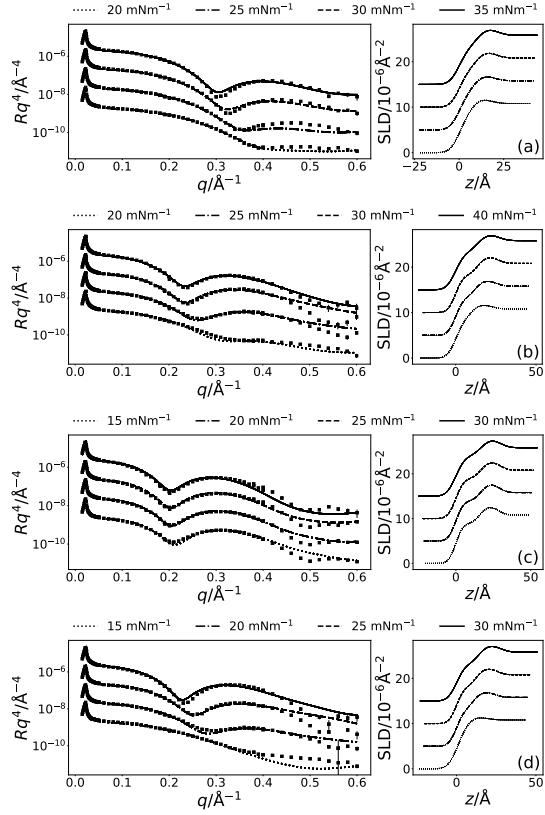 20 mNm⁻¹ 25 mNm⁻¹ 30 mNm⁻¹ 35 mNm⁻¹
Rq⁴/Å⁻⁴
10⁻⁶
10⁻⁸
10⁻¹⁰
0.0 0.1 0.2 0.3 0.4 0.5 0.6
q/Å⁻¹
SLD/10⁻⁶Å⁻²
20
10
0
−25 0 25 50
z/Å
(a)
20 mNm⁻¹ 25 mNm⁻¹ 30 mNm⁻¹ 40 mNm⁻¹
Rq⁴/Å⁻⁴
10⁻⁶
10⁻⁸
10⁻¹⁰
0.0 0.1 0.2 0.3 0.4 0.5 0.6
q/Å⁻¹
SLD/10⁻⁶Å⁻²
20
10
0
0 50
z/Å
(b)
15 mNm⁻¹ 20 mNm⁻¹ 25 mNm⁻¹ 30 mNm⁻¹
Rq⁴/Å⁻⁴
10⁻⁶
10⁻⁸
10⁻¹⁰
0.0 0.1 0.2 0.3 0.4 0.5 0.6
q/Å⁻¹
SLD/10⁻⁶Å⁻²
20
10
0
0 50
z/Å
(c)
15 mNm⁻¹ 20 mNm⁻¹ 25 mNm⁻¹ 30 mNm⁻¹
Rq⁴/Å⁻⁴
10⁻⁶
10⁻⁸
10⁻¹⁰
0.0 0.1 0.2 0.3 0.4 0.5 0.6
q/Å⁻¹
SLD/10⁻⁶Å⁻²
20
10
0
0 50
z/Å
(d)